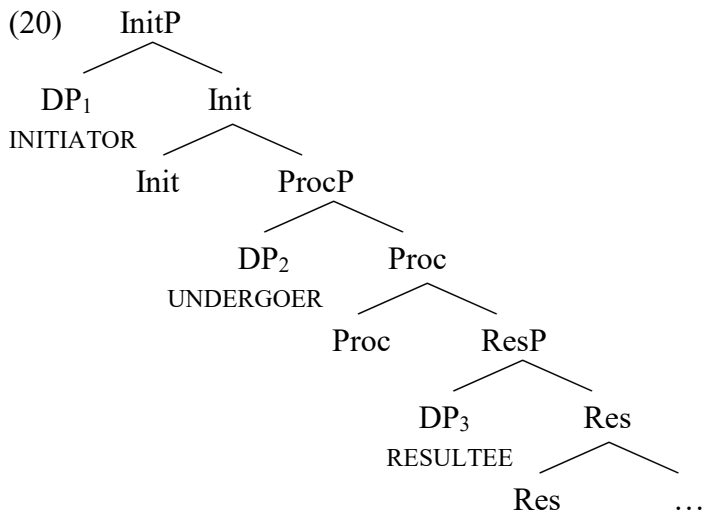 (20) InitP
DP₁ Init
INITIATOR
Init ProcP
DP₂ Proc
UNDERGOER
Proc ResP
DP₃ Res
RESULTEE
Res …